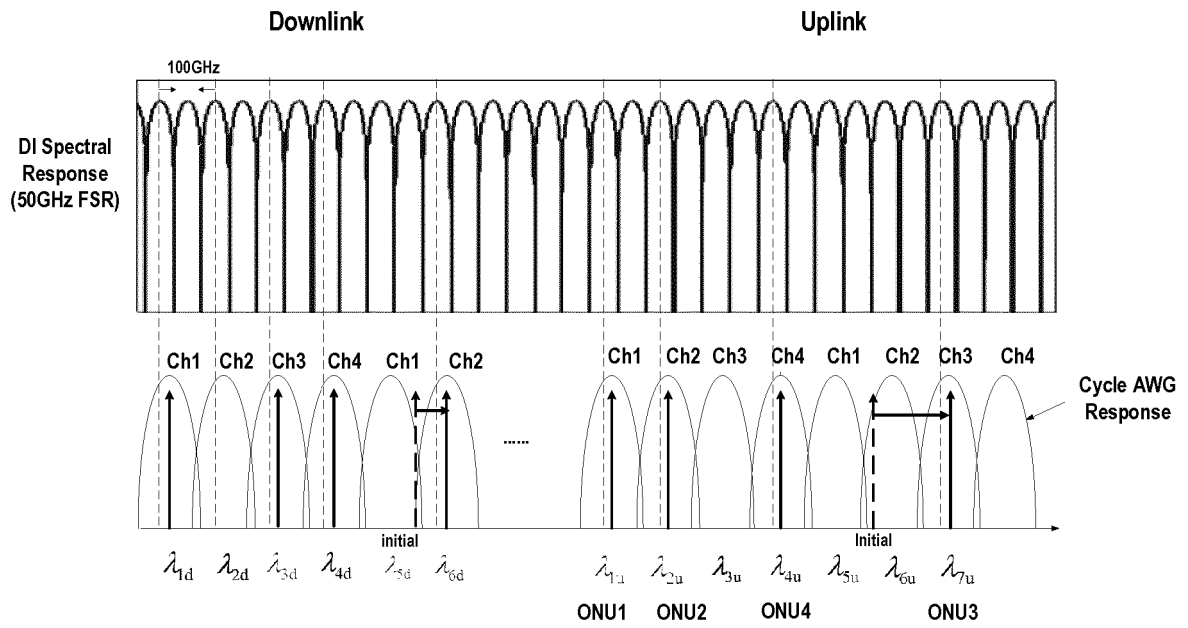 Downlink Uplink
100GHz
DI Spectral
Response
(50GHz FSR)
Ch1 Ch2 Ch3 Ch4 Ch1 Ch2 Ch1 Ch2 Ch3 Ch4 Ch1 Ch2 Ch3 Ch4
Cycle AWG
Response
......
initial Initial
λ1d λ2d λ3d λ4d λ5d λ6d λ1u λ2u λ3u λ4u λ5u λ6u λ7u
ONU1 ONU2 ONU4 ONU3